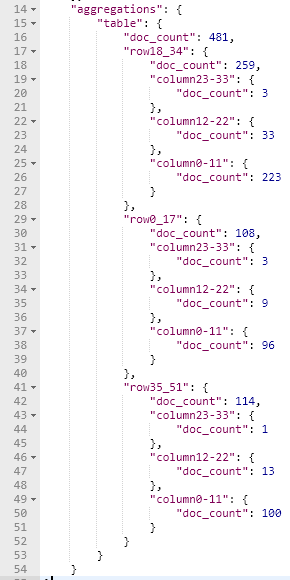 14 "aggregations": {
15 "table": {
16 "doc_count": 481,
17 "row18_34": {
18 "doc_count": 259,
19 "column23-33": {
20 "doc_count": 3
21 },
22 "column12-22": {
23 "doc_count": 33
24 },
25 "column0-11": {
26 "doc_count": 223
27 }
28 },
29 "row0_17": {
30 "doc_count": 108,
31 "column23-33": {
32 "doc_count": 3
33 },
34 "column12-22": {
35 "doc_count": 9
36 },
37 "column0-11": {
38 "doc_count": 96
39 }
40 },
41 "row35_51": {
42 "doc_count": 114,
43 "column23-33": {
44 "doc_count": 1
45 },
46 "column12-22": {
47 "doc_count": 13
48 },
49 "column0-11": {
50 "doc_count": 100
51 }
52 }
53 }
54 }